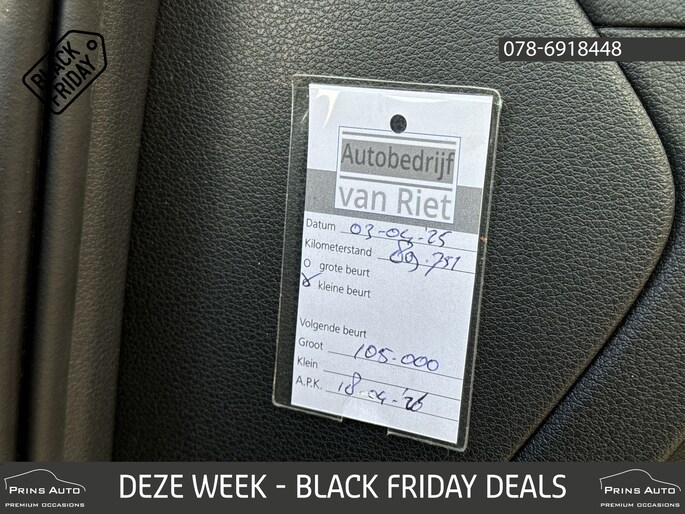 BLACK
FRIDAY
078-6918448
Autobedrijf
van Riet
Datum 03-04-'25
Kilometerstand 89.751
O grote beurt
kleine beurt
Volgende beurt
Groot 105-000
Klein
A.P.K. 18-04-'26
PRINS AUTO
PREMIUM OCCASIONS
DEZE WEEK - BLACK FRIDAY DEALS
PRINS AUTO
PREMIUM OCCASIONS